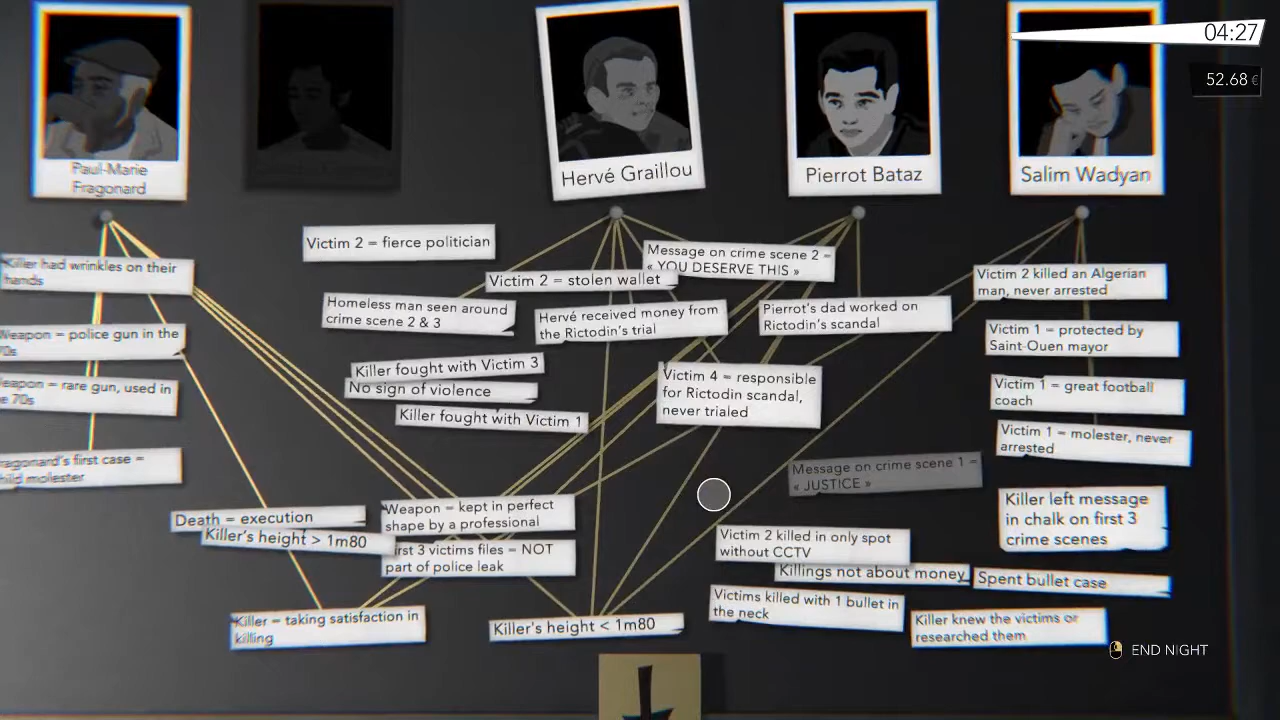 04:27
52.68 €
Paul-Marie
Fragonard
Hervé Graillou
Pierrot Bataz
Salim Wadyan
Killer had wrinkles on their
hands
Victim 2 = fierce politician
Message on crime scene 2 =
« YOU DESERVE THIS »
Victim 2 = stolen wallet
Victim 2 killed an Algerian
man, never arrested
Homeless man seen around
crime scene 2 & 3
Hervé received money from
the Rictodin's trial
Pierrot's dad worked on
Rictodin's scandal
Weapon = police gun in the
70s
Victim 1 = protected by
Saint-Ouen mayor
Killer fought with Victim 3
No sign of violence
Killer fought with Victim 1
Victim 4 = responsible
for Rictodin scandal,
never trialed
Weapon = rare gun, used in
70s
Victim 1 = great football
coach
Victim 1 = molester, never
arrested
Fragonard's first case =
child molester
Message on crime scene 1 =
« JUSTICE »
Killer left message
in chalk on first 3
crime scenes
Death = execution
Killer's height > 1m80
Weapon = kept in perfect
shape by a professional
First 3 victims files = NOT
part of police leak
Victim 2 killed in only spot
without CCTV
Killings not about money
Spent bullet case
Victims killed with 1 bullet in
the neck
Killer = taking satisfaction in
killing
Killer's height < 1m80
Killer knew the victims or
researched them
END NIGHT